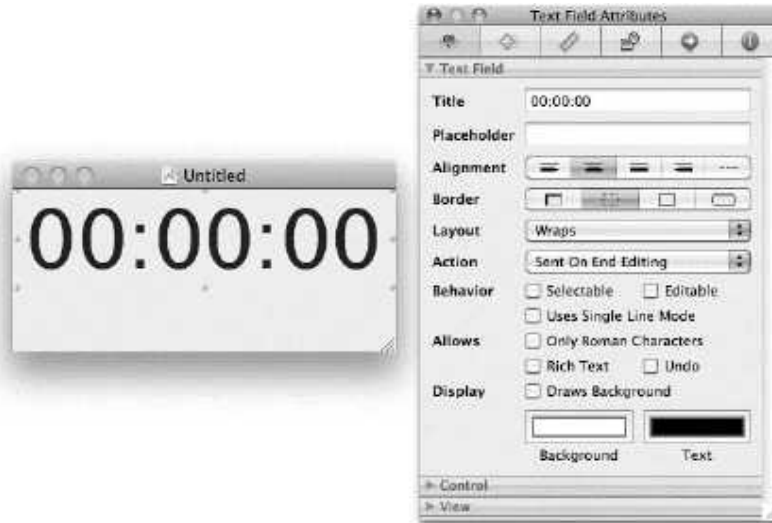 Untitled
00:00:00
Text Field Attributes
Text Field
Title 00:00:00
Placeholder
Alignment
Border
Layout Wraps
Action Sent On End Editing
Behavior Selectable Editable
Uses Single Line Mode
Allows Only Roman Characters
Rich Text Undo
Display Draws Background
Background Text
Control
View